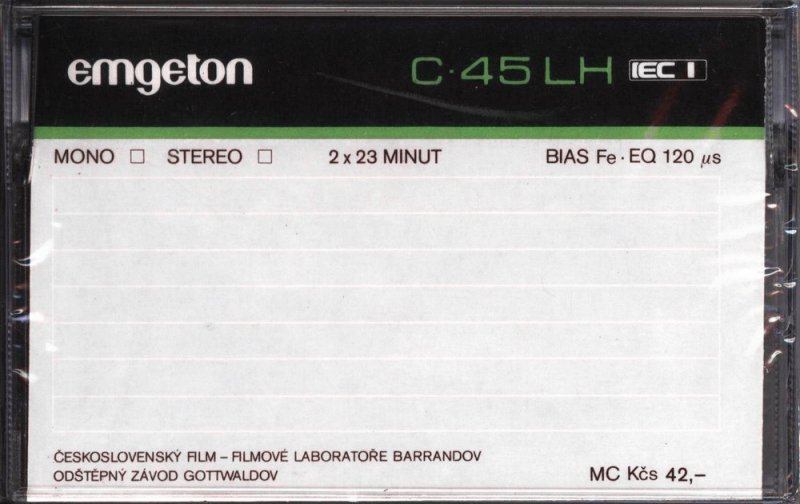 emgeton C·45 LH IEC I
MONO STEREO 2 x 23 MINUT BIAS Fe · EQ 120 µs
ČESKOSLOVENSKÝ FILM – FILMOVÉ LABORATOŘE BARRANDOV
ODŠTĚPNÝ ZÁVOD GOTTWALDOV MC Kčs 42,–